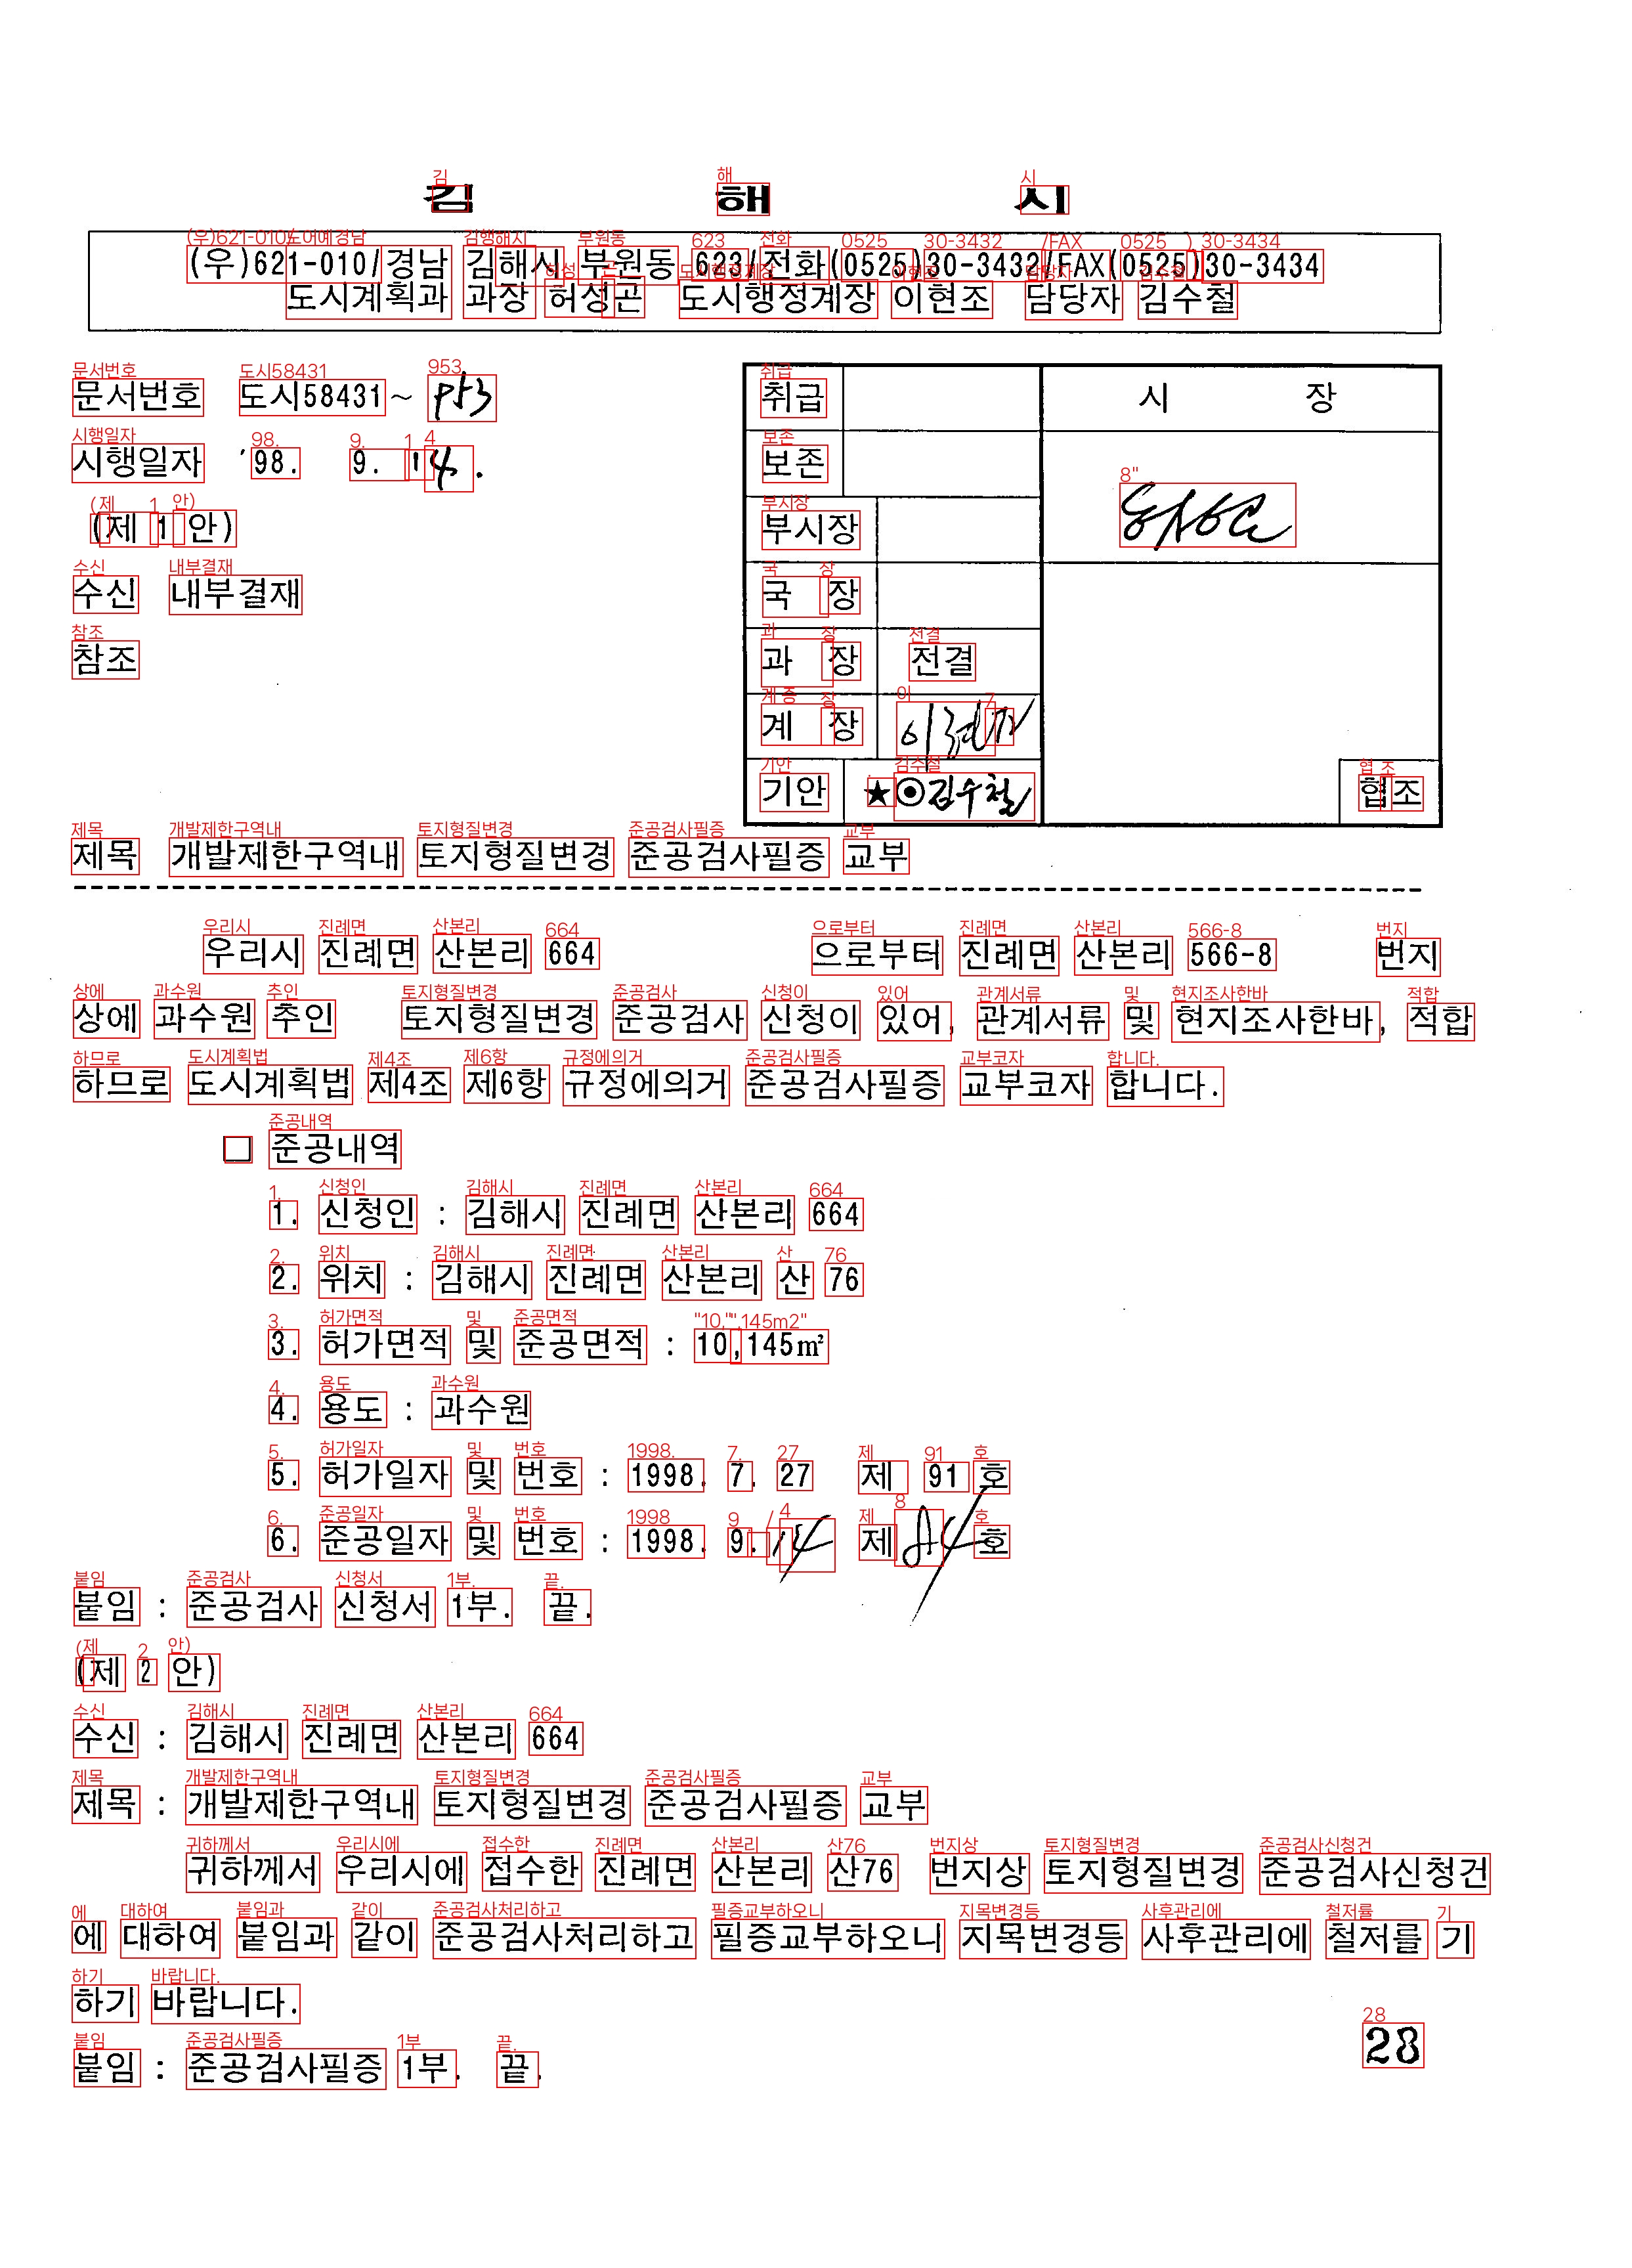 김 해 시
(우)621-010/경남 김해시 부원동 623/전화(0525)30-3432/FAX(0525)30-3434
도시계획과 과장 허성곤 도시행정계장 이현조 담당자 김수철
문서번호 도시58431~ 953
시행일자 '98. 9. 14.
(제 1 안)
수신 내부결재
참조
취급 시 장
보존
부시장
국 장
과 장 전결
계 장 이현조
기안 ★⊙김수철 협조
제목 개발제한구역내 토지형질변경 준공검사필증 교부
우리시 진례면 산본리 664 으로부터 진례면 산본리 566-8 번지
상에 과수원 추인 토지형질변경 준공검사 신청이 있어, 관계서류 및 현지조사한바, 적합
하므로 도시계획법 제4조 제6항 규정에의거 준공검사필증 교부코자 합니다.
□ 준공내역
1. 신청인 : 김해시 진례면 산본리 664
2. 위치 : 김해시 진례면 산본리 산 76
3. 허가면적 및 준공면적 : 10,145㎡
4. 용도 : 과수원
5. 허가일자 및 번호 : 1998. 7. 27 제 91 호
6. 준공일자 및 번호 : 1998. 9. 14 제 84 호
붙임 : 준공검사 신청서 1부. 끝.
(제 2 안)
수신 : 김해시 진례면 산본리 664
제목 : 개발제한구역내 토지형질변경 준공검사필증 교부
귀하께서 우리시에 접수한 진례면 산본리 산76 번지상 토지형질변경 준공검사신청건
에 대하여 붙임과 같이 준공검사처리하고 필증교부하오니 지목변경등 사후관리에 철저를 기
하기 바랍니다.
붙임 : 준공검사필증 1부. 끝.
28